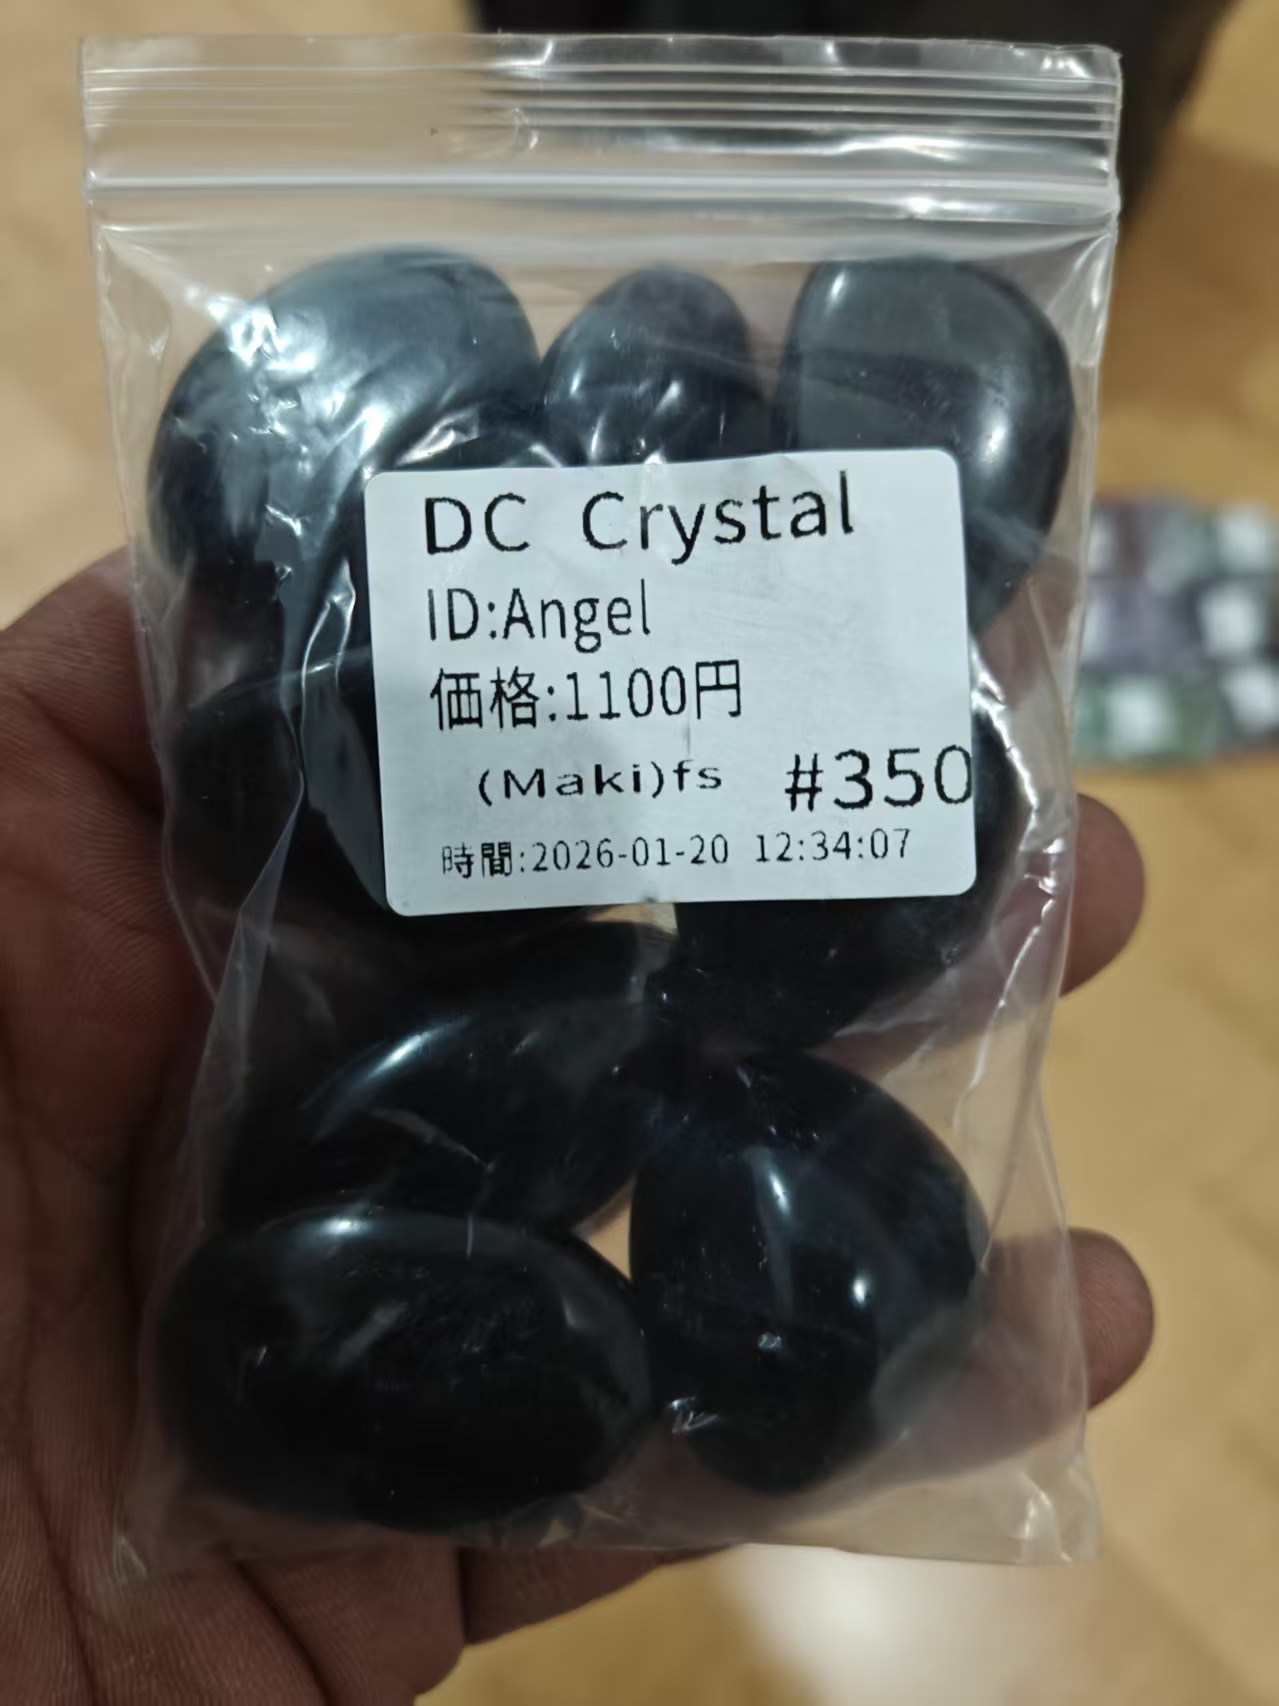 DC Crystal
ID:Angel
価格:1100円
(Maki)fs #350
時間:2026-01-20 12:34:07